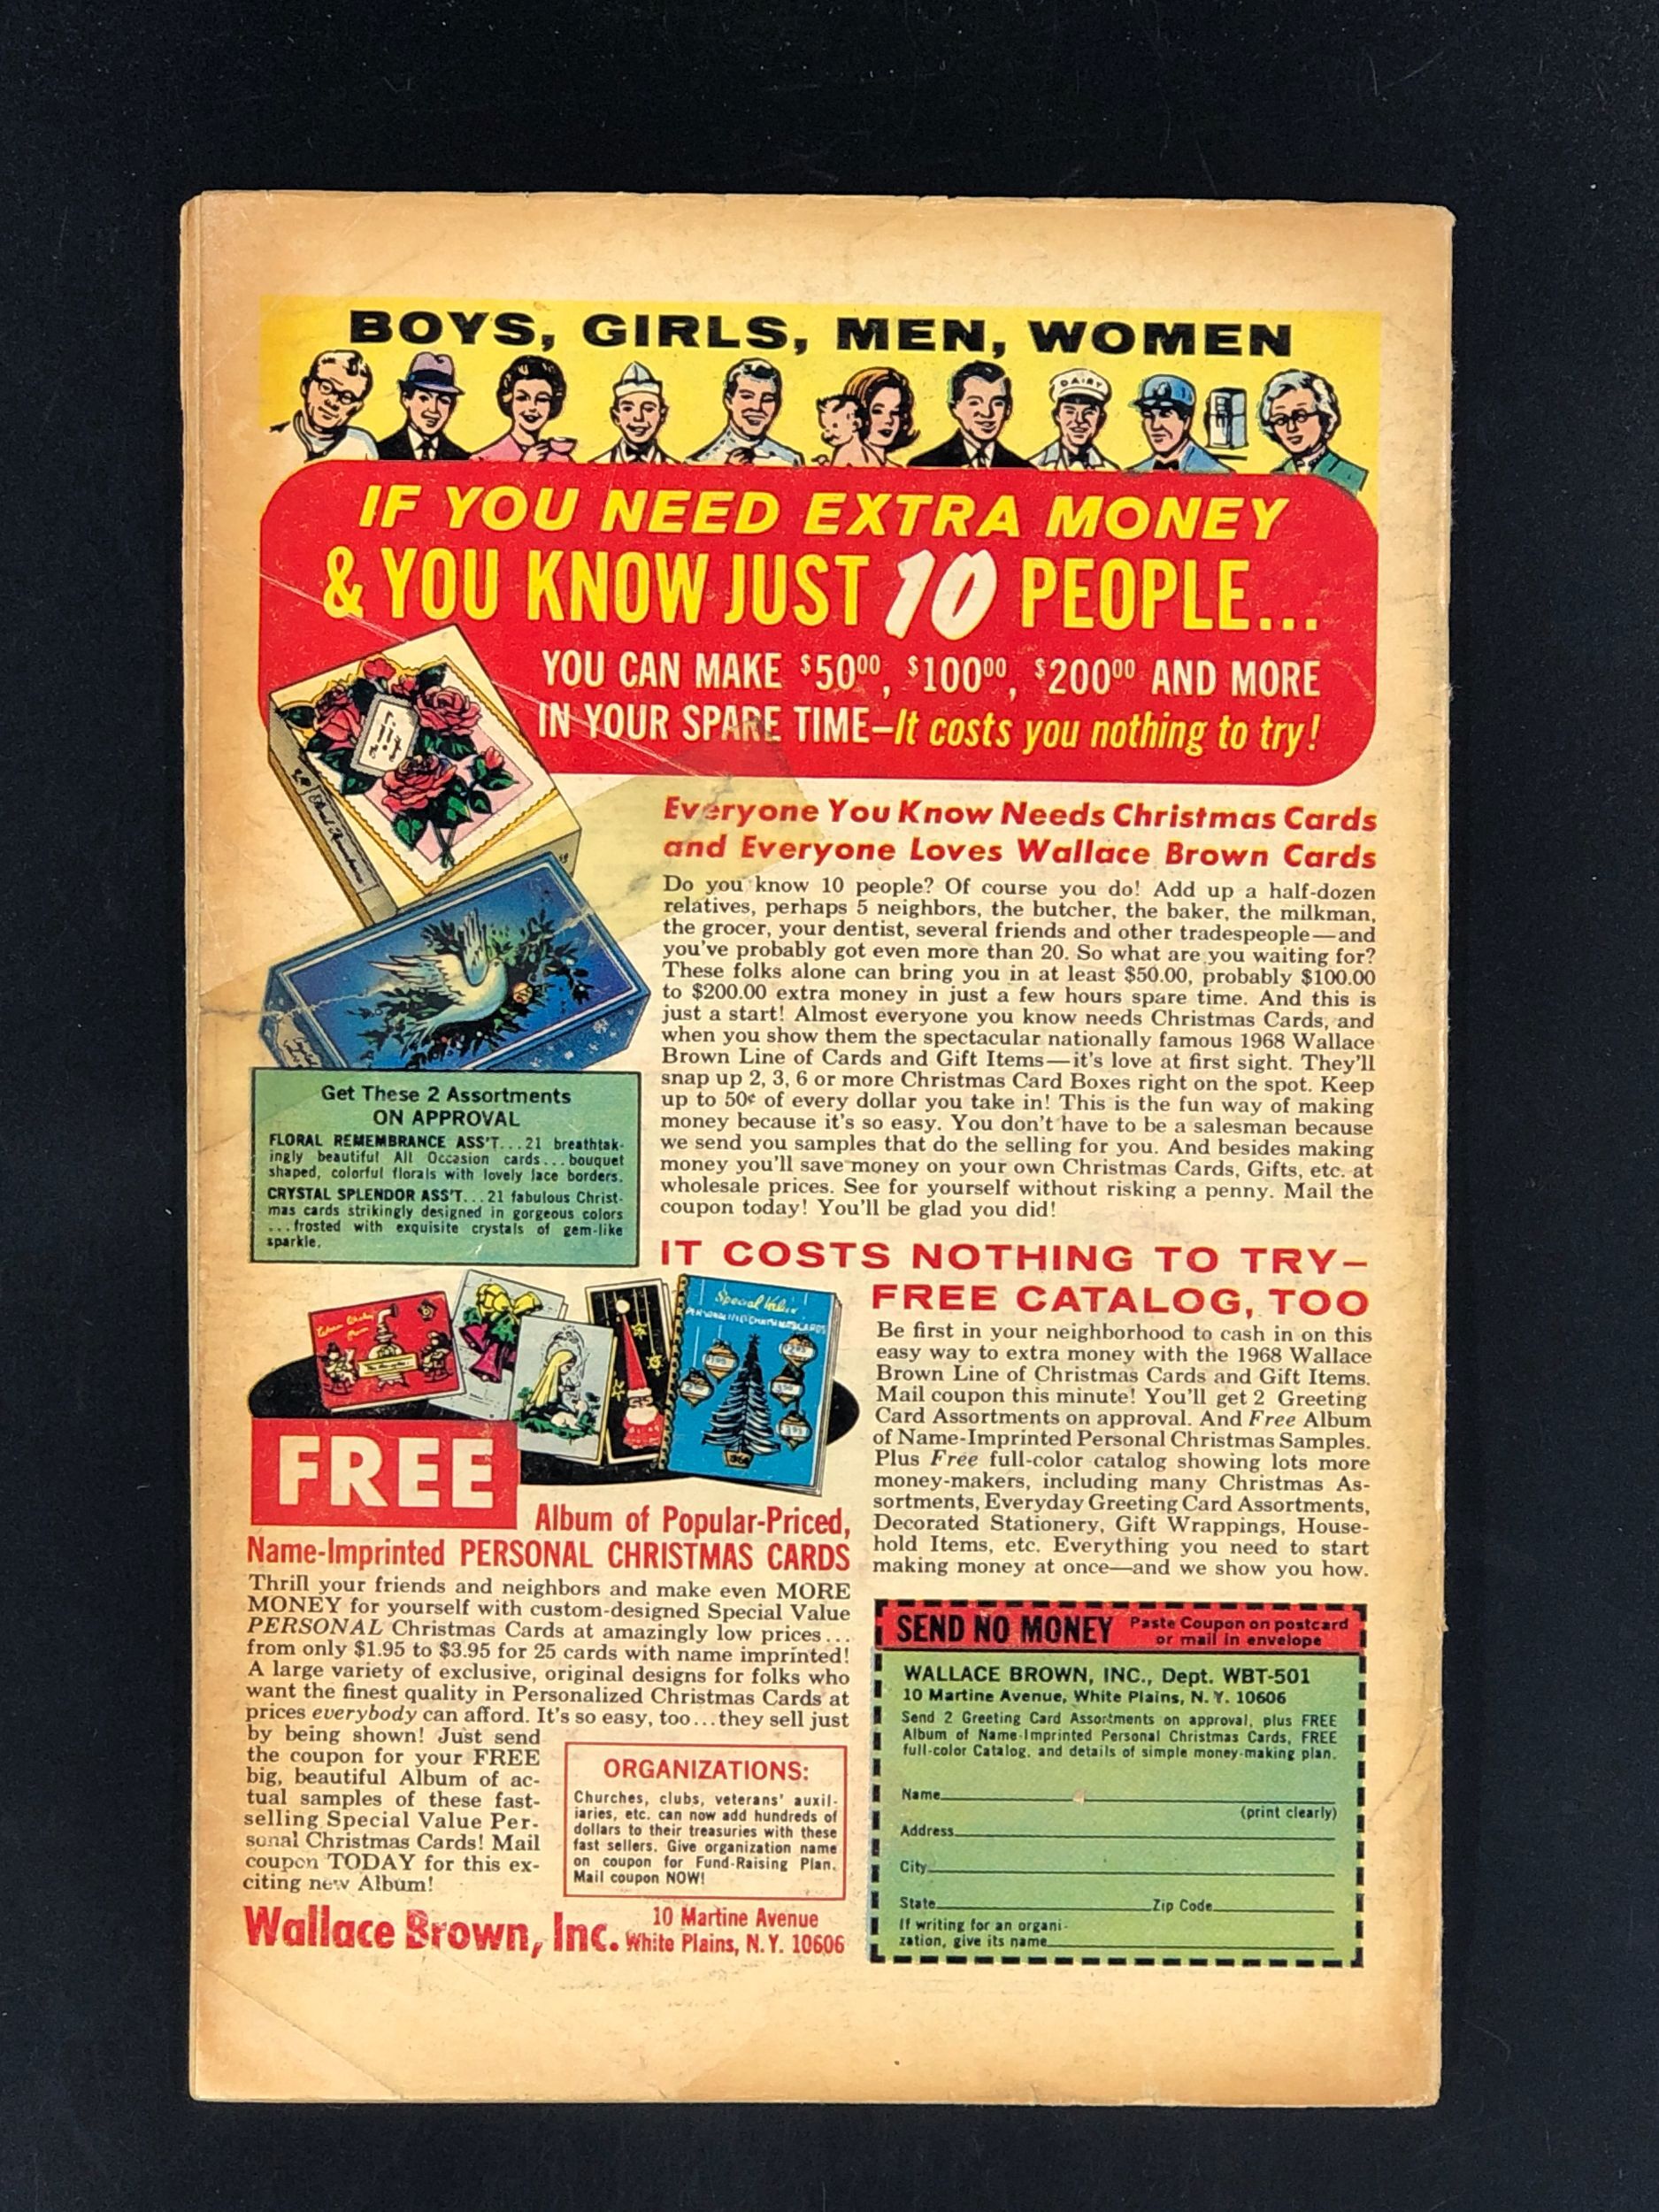 BOYS, GIRLS, MEN, WOMEN
DAIRY
IF YOU NEED EXTRA MONEY
& YOU KNOW JUST 10 PEOPLE...
YOU CAN MAKE $50⁰⁰, $100⁰⁰, $200⁰⁰ AND MORE
IN YOUR SPARE TIME—It costs you nothing to try!
Everyone You Know Needs Christmas Cards
and Everyone Loves Wallace Brown Cards
Do you know 10 people? Of course you do! Add up a half-dozen
relatives, perhaps 5 neighbors, the butcher, the baker, the milkman,
the grocer, your dentist, several friends and other tradespeople—and
you've probably got even more than 20. So what are you waiting for?
These folks alone can bring you in at least $50.00, probably $100.00
to $200.00 extra money in just a few hours spare time. And this is
just a start! Almost everyone you know needs Christmas Cards, and
when you show them the spectacular nationally famous 1968 Wallace
Brown Line of Cards and Gift Items—it's love at first sight. They'll
snap up 2, 3, 6 or more Christmas Card Boxes right on the spot. Keep
up to 50¢ of every dollar you take in! This is the fun way of making
money because it's so easy. You don't have to be a salesman because
we send you samples that do the selling for you. And besides making
money you'll save money on your own Christmas Cards, Gifts, etc. at
wholesale prices. See for yourself without risking a penny. Mail the
coupon today! You'll be glad you did!
Get These 2 Assortments
ON APPROVAL
FLORAL REMEMBRANCE ASS'T...21 breathtak-
ingly beautiful All Occasion cards...bouquet
shaped, colorful florals with lovely lace borders.
CRYSTAL SPLENDOR ASS'T...21 fabulous Christ-
mas cards strikingly designed in gorgeous colors
...frosted with exquisite crystals of gem-like
sparkle.
IT COSTS NOTHING TO TRY—
FREE CATALOG, TOO
Be first in your neighborhood to cash in on this
easy way to extra money with the 1968 Wallace
Brown Line of Christmas Cards and Gift Items.
Mail coupon this minute! You'll get 2 Greeting
Card Assortments on approval. And Free Album
of Name-Imprinted Personal Christmas Samples.
Plus Free full-color catalog showing lots more
money-makers, including many Christmas As-
sortments, Everyday Greeting Card Assortments,
Decorated Stationery, Gift Wrappings, House-
hold Items, etc. Everything you need to start
making money at once—and we show you how.
Special Value
PERSONALIZED CHRISTMAS CARDS
FREE
Album of Popular-Priced,
Name-Imprinted PERSONAL CHRISTMAS CARDS
Thrill your friends and neighbors and make even MORE
MONEY for yourself with custom-designed Special Value
PERSONAL Christmas Cards at amazingly low prices...
from only $1.95 to $3.95 for 25 cards with name imprinted!
A large variety of exclusive, original designs for folks who
want the finest quality in Personalized Christmas Cards at
prices everybody can afford. It's so easy, too...they sell just
by being shown! Just send
the coupon for your FREE
big, beautiful Album of ac-
tual samples of these fast-
selling Special Value Per-
sonal Christmas Cards! Mail
coupon TODAY for this ex-
citing new Album!
ORGANIZATIONS:
Churches, clubs, veterans' auxil-
iaries, etc. can now add hundreds of
dollars to their treasuries with these
fast sellers. Give organization name
on coupon for Fund-Raising Plan.
Mail coupon NOW!
Wallace Brown, Inc. 10 Martine Avenue
White Plains, N.Y. 10606
SEND NO MONEY Paste Coupon on postcard
or mail in envelope
WALLACE BROWN, INC., Dept. WBT-501
10 Martine Avenue, White Plains, N. Y. 10606
Send 2 Greeting Card Assortments on approval, plus FREE
Album of Name-Imprinted Personal Christmas Cards, FREE
full-color Catalog, and details of simple money-making plan.
Name
(print clearly)
Address
City
State Zip Code
If writing for an organi-
zation, give its name